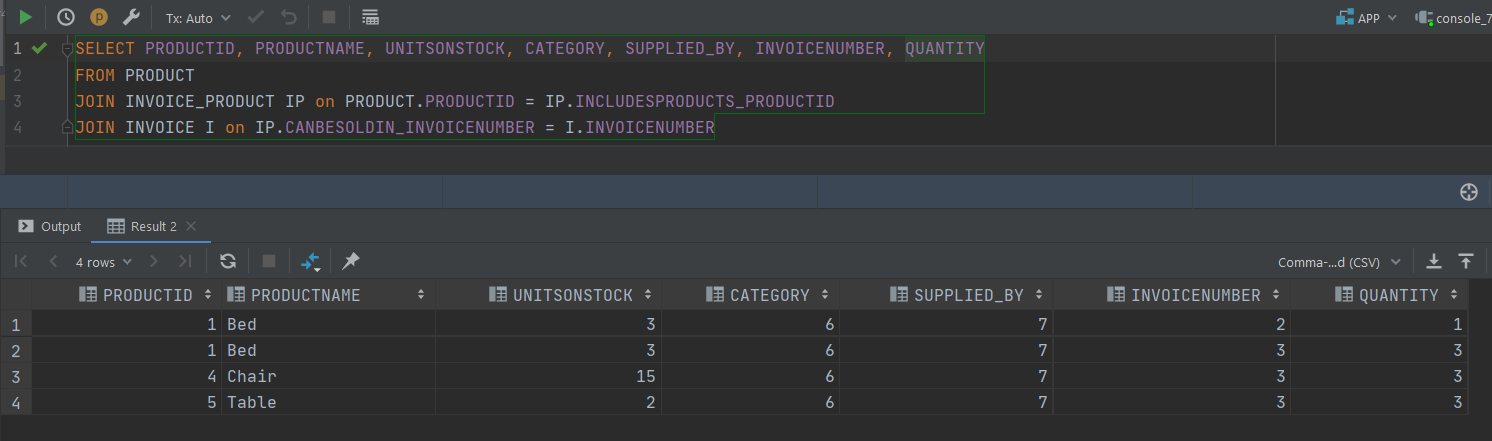 p Tx: Auto APP console_7
1 SELECT PRODUCTID, PRODUCTNAME, UNITSONSTOCK, CATEGORY, SUPPLIED_BY, INVOICENUMBER, QUANTITY
2 FROM PRODUCT
3 JOIN INVOICE_PRODUCT IP on PRODUCT.PRODUCTID = IP.INCLUDESPRODUCTS_PRODUCTID
4 JOIN INVOICE I on IP.CANBESOLDIN_INVOICENUMBER = I.INVOICENUMBER
Output Result 2
4 rows Comma-...d (CSV)
PRODUCTID PRODUCTNAME UNITSONSTOCK CATEGORY SUPPLIED_BY INVOICENUMBER QUANTITY
1 1 Bed 3 6 7 2 1
2 1 Bed 3 6 7 3 3
3 4 Chair 15 6 7 3 3
4 5 Table 2 6 7 3 3